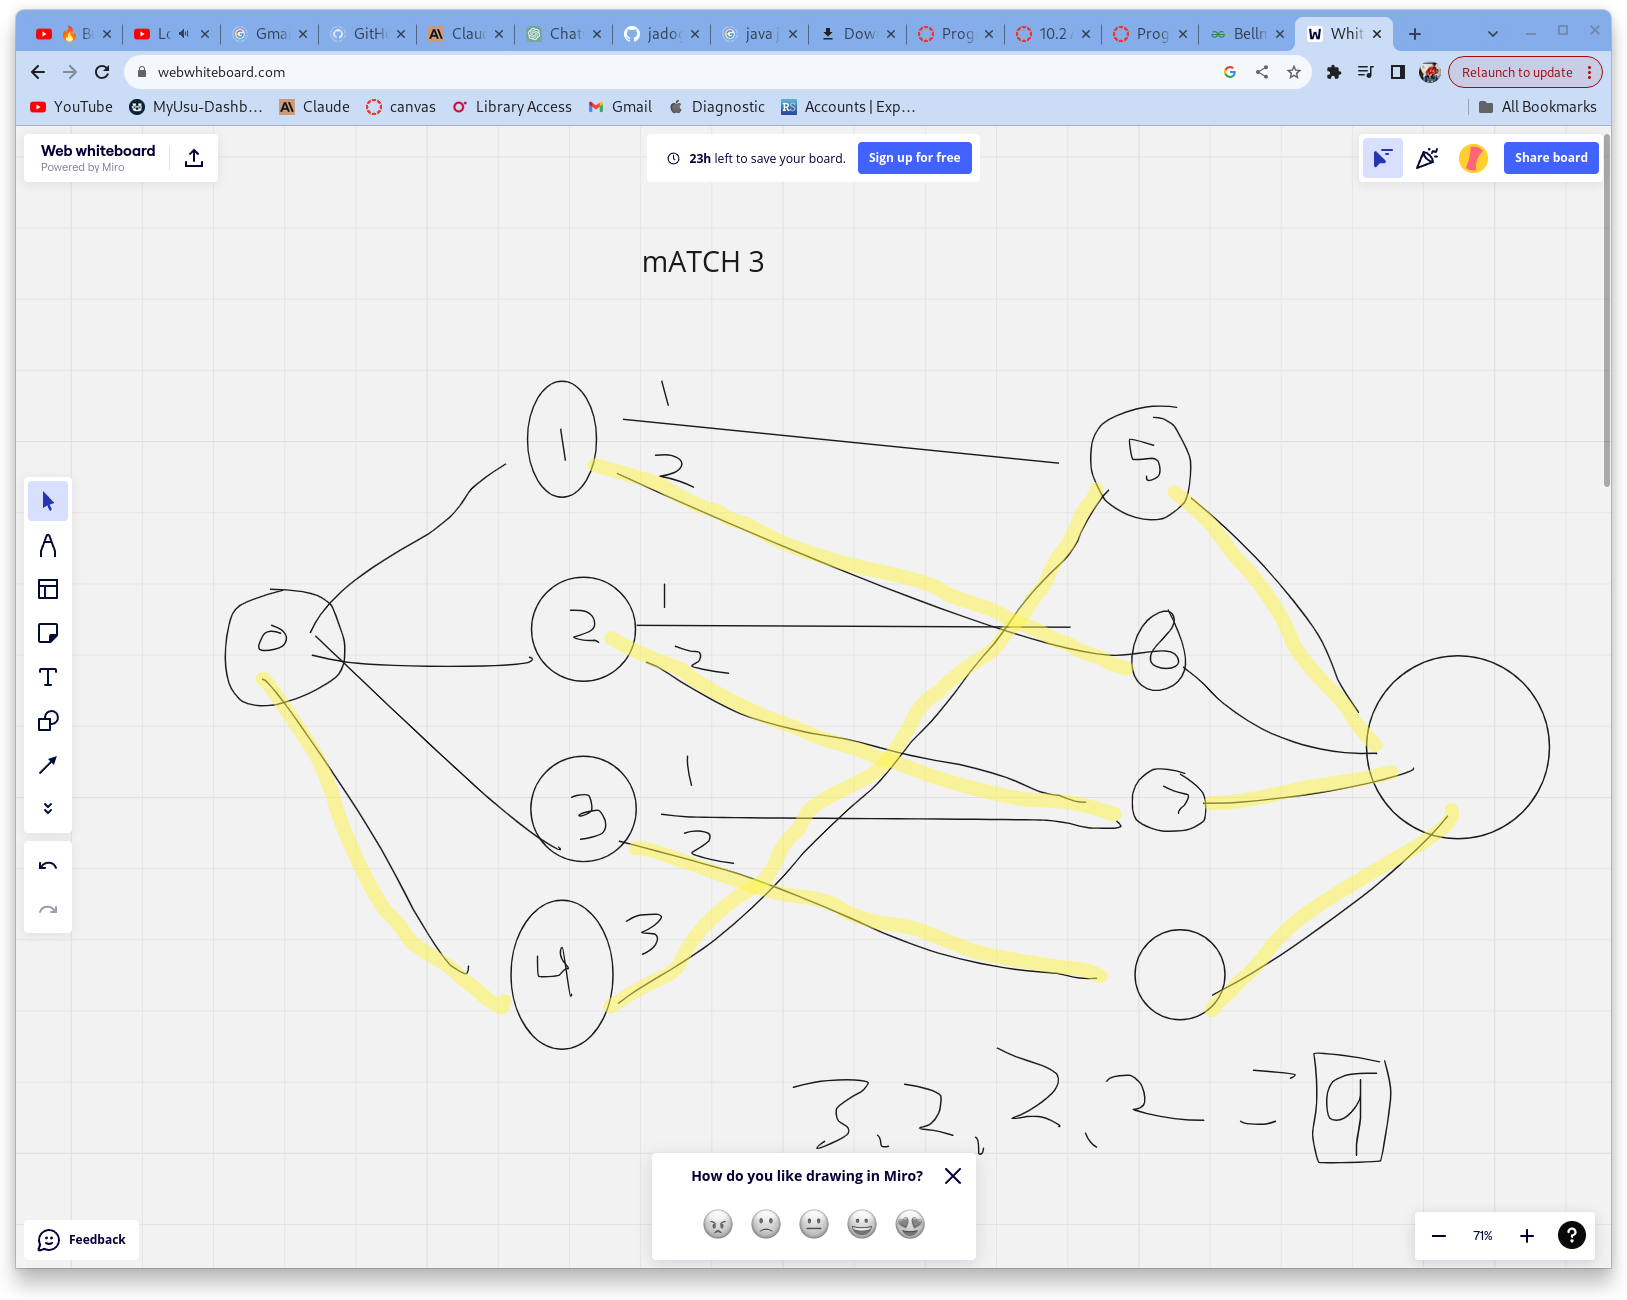 B
Lo
Gma
GitH
Clau
Chat
jado
java j
Dow
Prog
10.2
Prog
Belln
Whit
webwhiteboard.com
Relaunch to update
YouTube
MyUsu-Dashb...
Claude
canvas
Library Access
Gmail
Diagnostic
RS Accounts | Exp...
All Bookmarks
Web whiteboard
Powered by Miro
23h left to save your board.
Sign up for free
Share board
mATCH 3
1
1
2
5
0
2
1
2
6
3
1
2
7
4
3
3, 2, 2, 2 = 9
How do you like drawing in Miro?
Feedback
71%